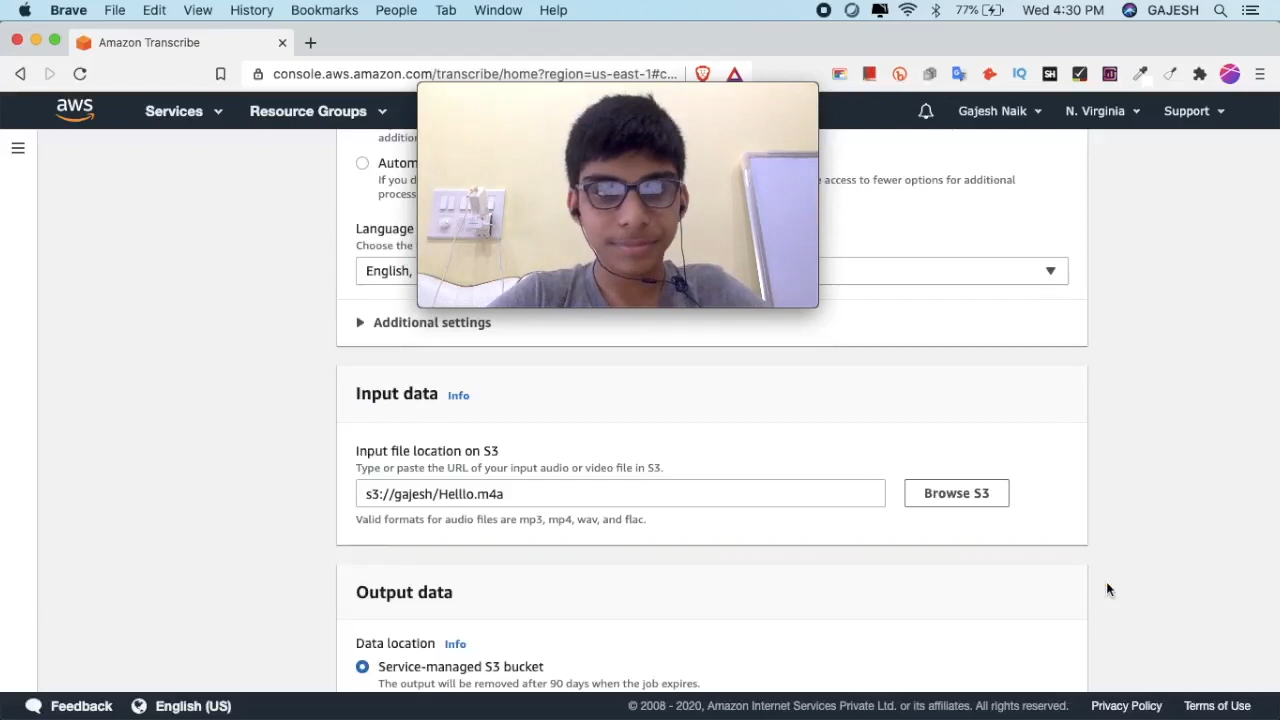 Brave File Edit View History Bookmarks People Tab Window Help 77% Wed 4:30 PM GAJESH
Amazon Transcribe
console.aws.amazon.com/transcribe/home?region=us-east-1#c...
IQ SH
aws Services Resource Groups Gajesh Naik N. Virginia Support
addition
Autom
If you d access to fewer options for additional
process
Language
Choose the
English,
Additional settings
Input data Info
Input file location on S3
Type or paste the URL of your input audio or video file in S3.
s3://gajesh/Helllo.m4a Browse S3
Valid formats for audio files are mp3, mp4, wav, and flac.
Output data
Data location Info
Service-managed S3 bucket
The output will be removed after 90 days when the job expires.
Feedback English (US) © 2008 - 2020, Amazon Internet Services Private Ltd. or its affiliates. All rights reserved. Privacy Policy Terms of Use